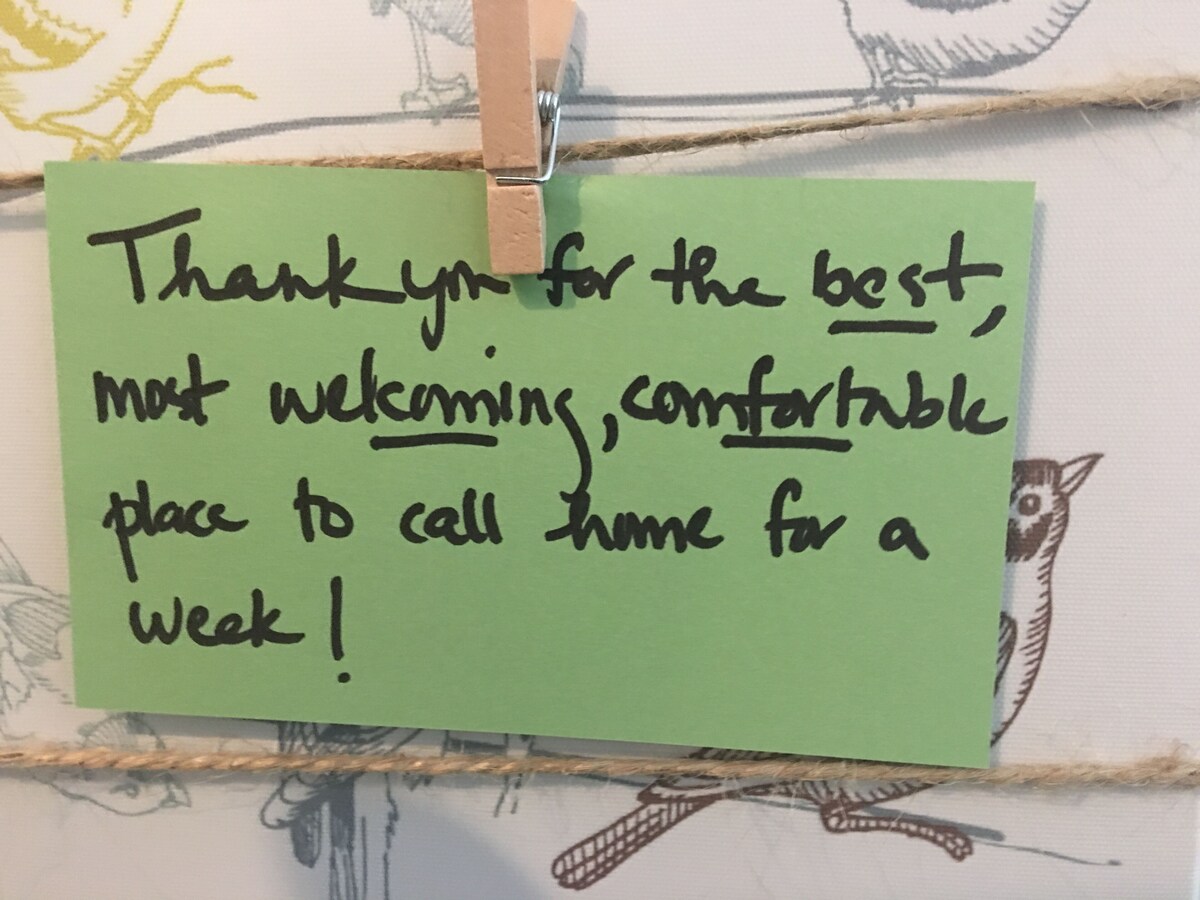 Thank you for the best,
most welcoming, comfortable
place to call home for a
week!